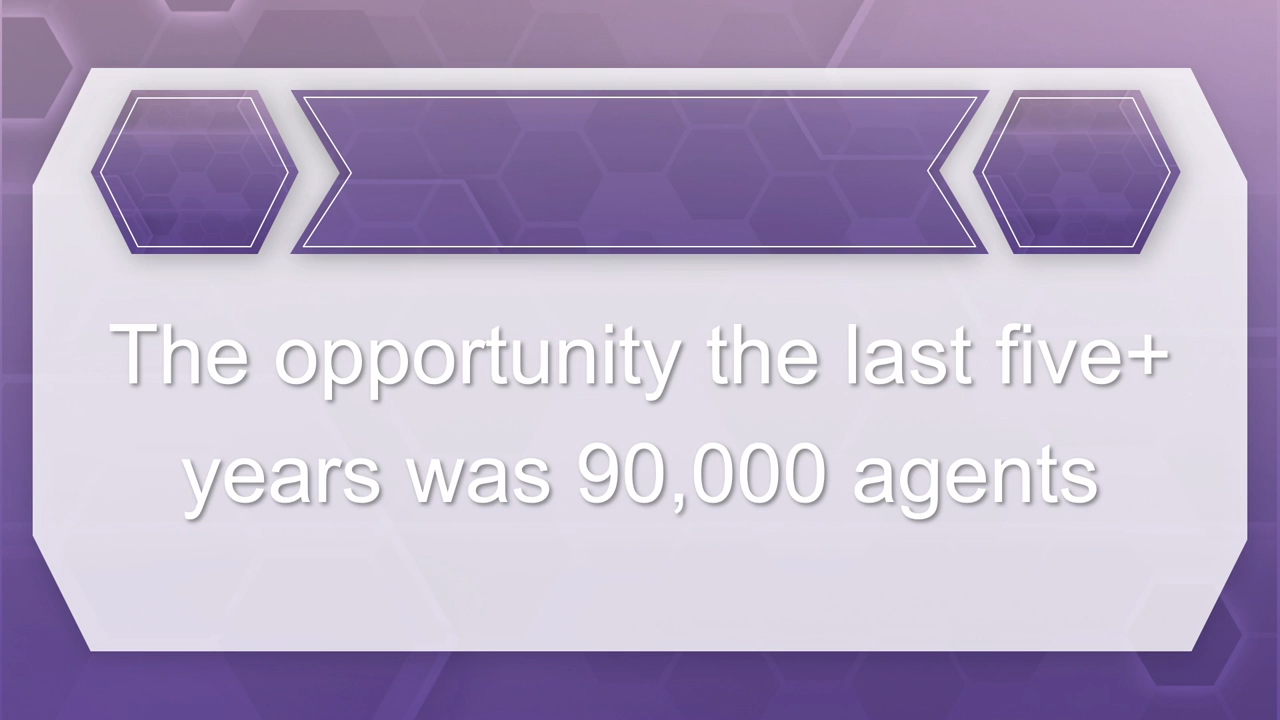 The opportunity the last five+
years was 90,000 agents